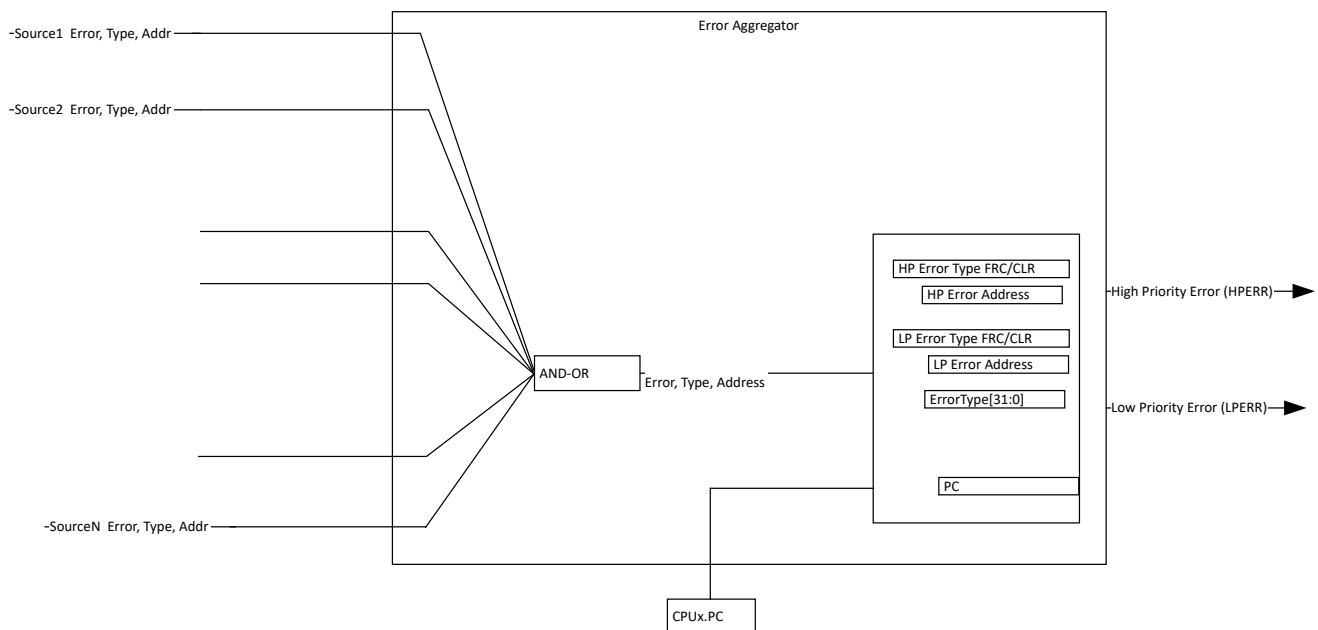 Error Aggregator
-Source1 Error, Type, Addr
-Source2 Error, Type, Addr
HP Error Type FRC/CLR
HP Error Address
High Priority Error (HPERR)
LP Error Type FRC/CLR
LP Error Address
AND-OR
Error, Type, Address
ErrorType[31:0]
Low Priority Error (LPERR)
PC
-SourceN Error, Type, Addr
CPUx.PC